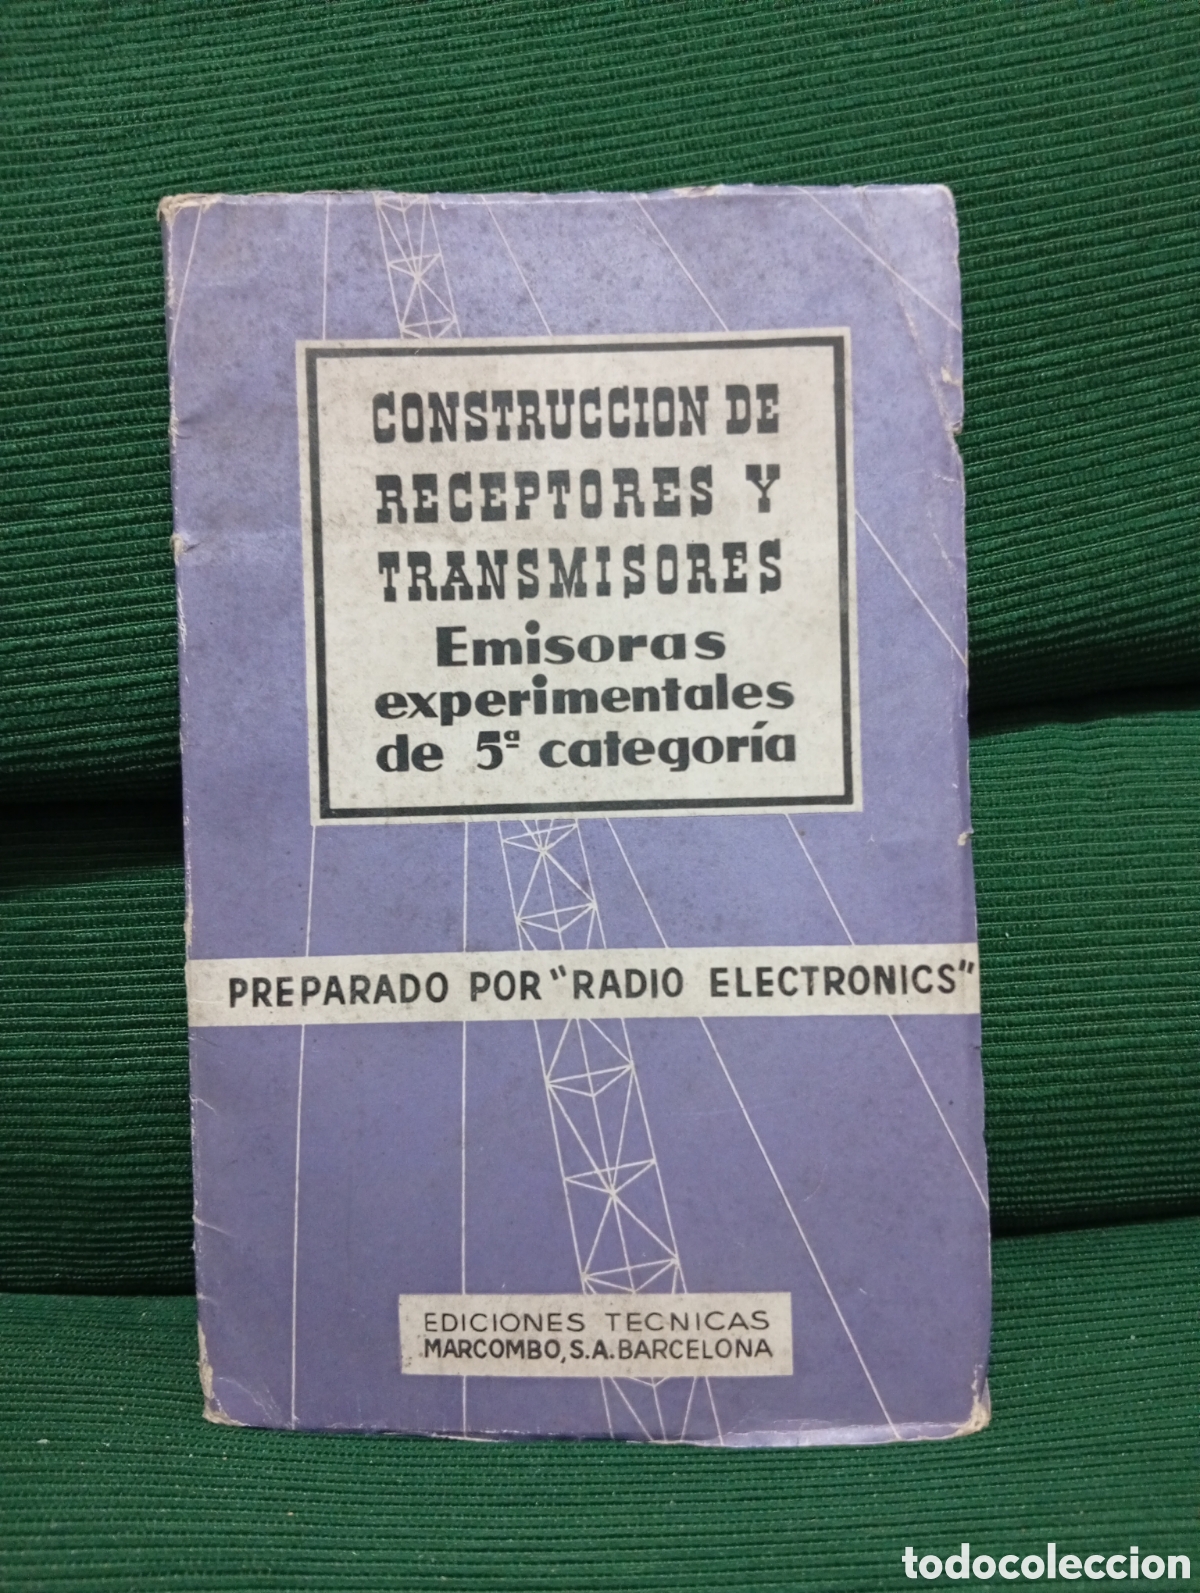 CONSTRUCCION DE
RECEPTORES Y
TRANSMISORES
Emisoras
experimentales
de 5ª categoría
PREPARADO POR "RADIO ELECTRONICS"
EDICIONES TECNICAS
MARCOMBO, S.A. BARCELONA
todocoleccion